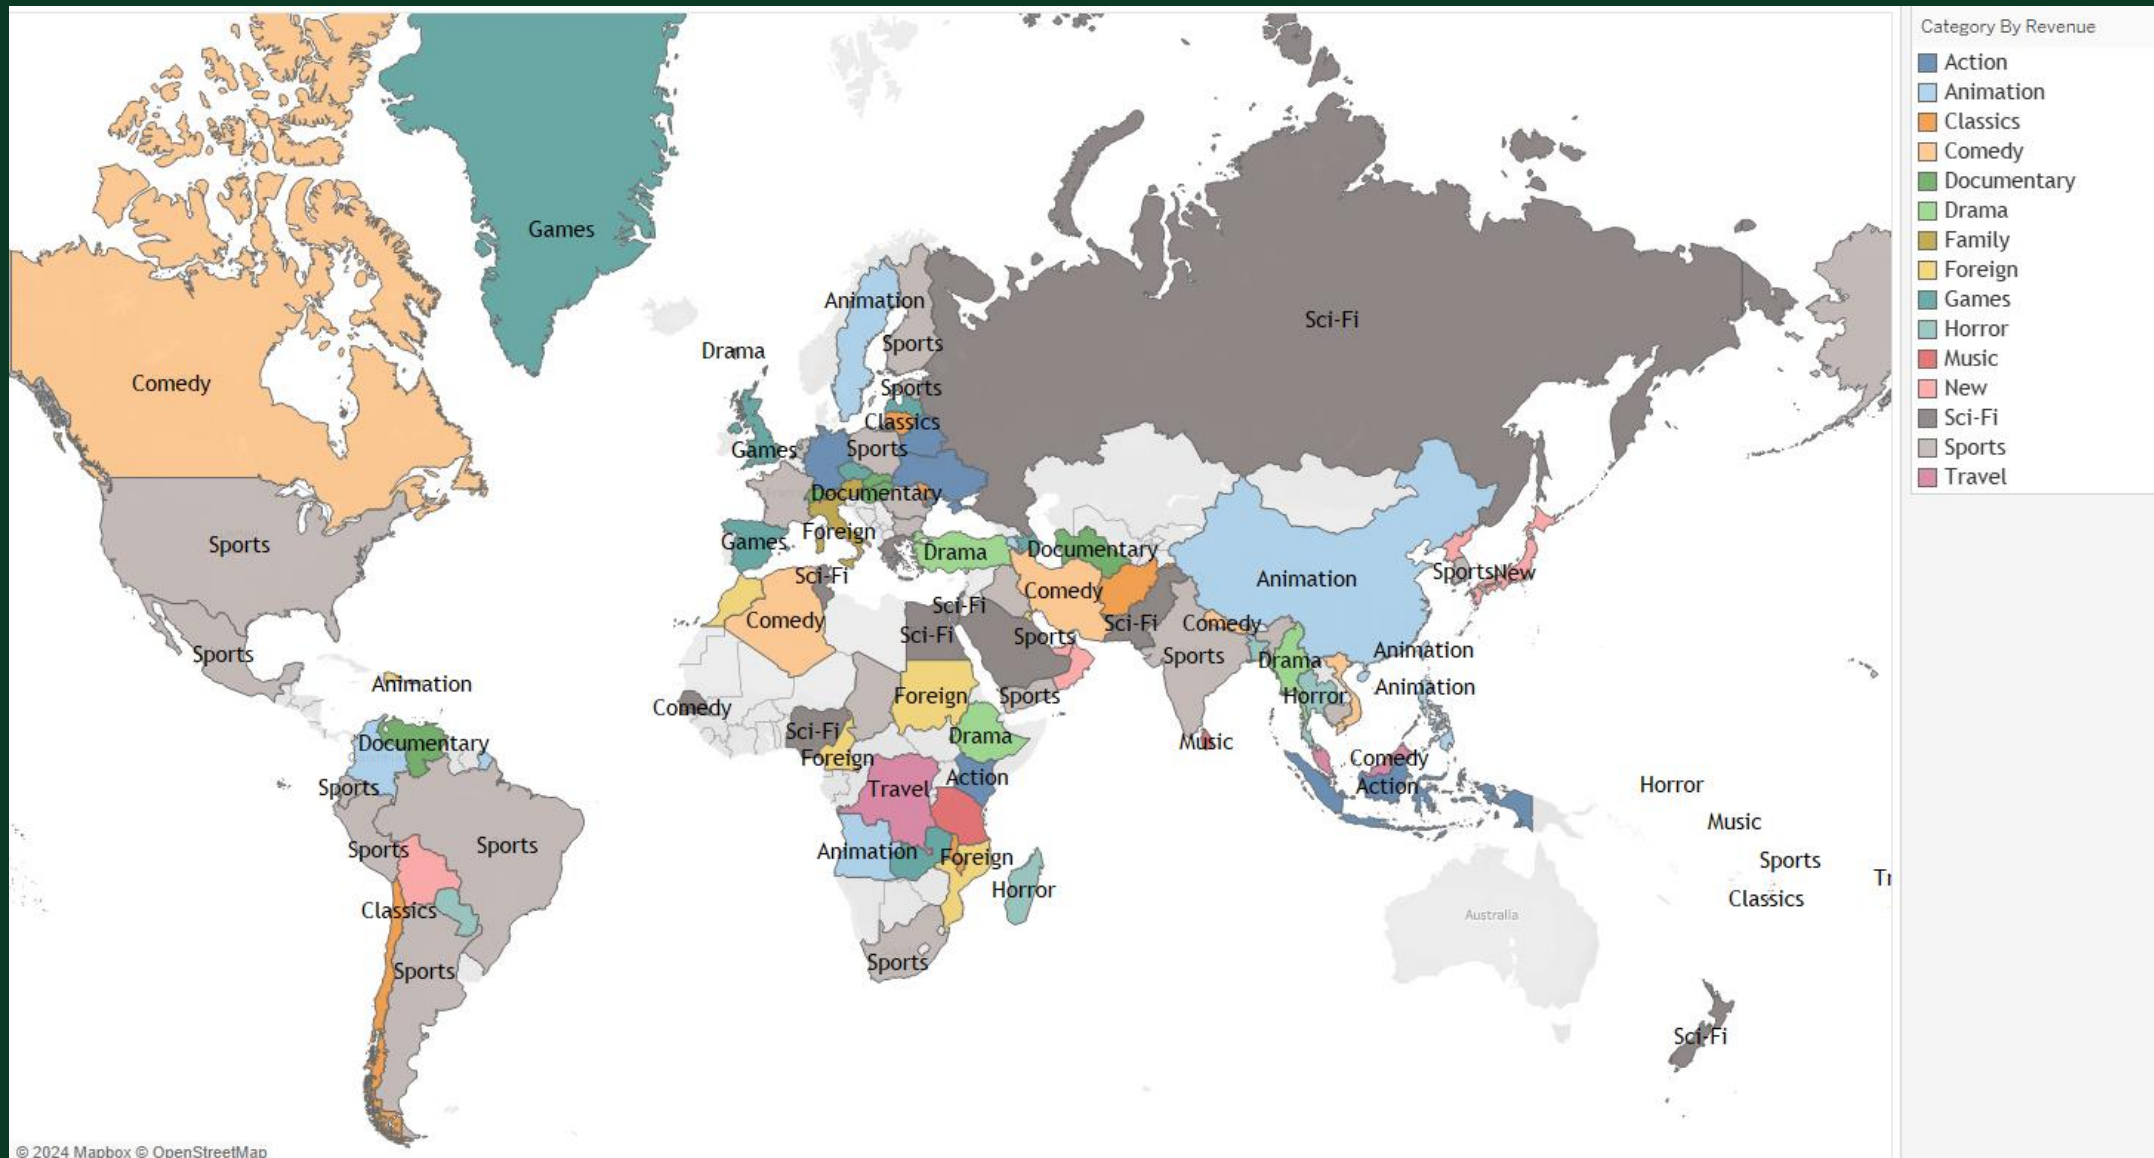 Category By Revenue
Action
Animation
Classics
Comedy
Documentary
Drama
Family
Foreign
Games
Horror
Music
New
Sci-Fi
Sports
Travel
Games
Animation
Sci-Fi
Sports
Drama
Comedy
Sports
Classics
Games
Sports
Documentary
Foreign
Games
Sports
Drama
Documentary
Sports
New
Sci-Fi
Animation
Comedy
Sci-Fi
Comedy
Sci-Fi
Comedy
Sci-Fi
Sports
Sports
Sports
Drama
Animation
Animation
Foreign
Sports
Horror
Animation
Comedy
Sci-Fi
Foreign
Drama
Music
Comedy
Documentary
Sports
Travel
Action
Action
Horror
Music
Sports
Sports
Sports
Animation
Foreign
Horror
Tr
Classics
Classics
Australia
Sports
Sports
Sci-Fi
© 2024 Mapbox © OpenStreetMap